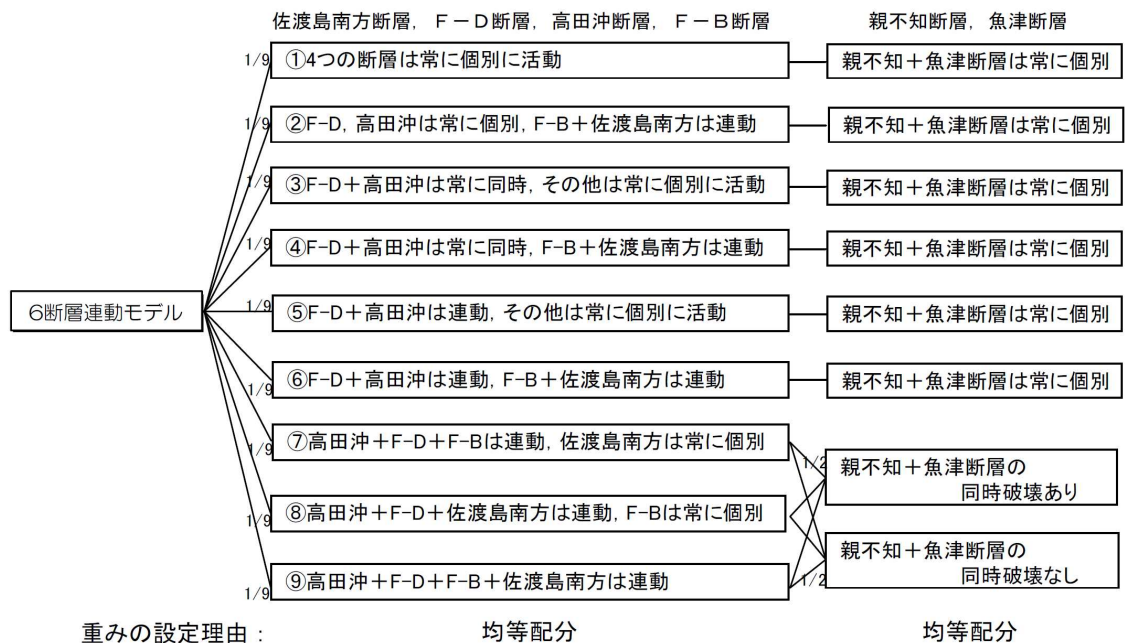 佐渡島南方断層, F－D断層, 高田沖断層, F－B断層
親不知断層, 魚津断層
1/9
①4つの断層は常に個別に活動
親不知＋魚津断層は常に個別
1/9
②F-D, 高田沖は常に個別, F-B＋佐渡島南方は連動
親不知＋魚津断層は常に個別
1/9
③F-D＋高田沖は常に同時, その他は常に個別に活動
親不知＋魚津断層は常に個別
1/9
④F-D＋高田沖は常に同時, F-B＋佐渡島南方は連動
親不知＋魚津断層は常に個別
6断層連動モデル
1/9
⑤F-D＋高田沖は連動, その他は常に個別に活動
親不知＋魚津断層は常に個別
1/9
⑥F-D＋高田沖は連動, F-B＋佐渡島南方は連動
親不知＋魚津断層は常に個別
1/9
⑦高田沖＋F-D＋F-Bは連動, 佐渡島南方は常に個別
1/2
親不知＋魚津断層の
同時破壊あり
1/9
⑧高田沖＋F-D＋佐渡島南方は連動, F-Bは常に個別
1/9
⑨高田沖＋F-D＋F-B＋佐渡島南方は連動
1/2
親不知＋魚津断層の
同時破壊なし
重みの設定理由：
均等配分
均等配分